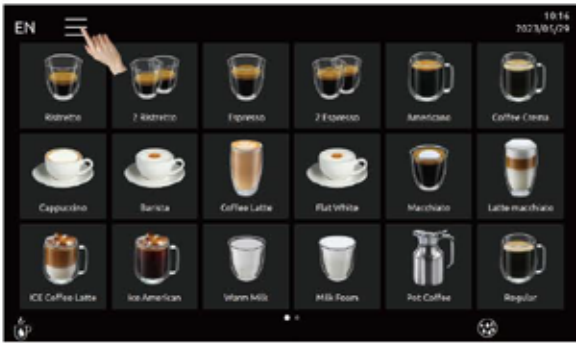 EN
10:16
2023/05/29
Ristretto
2 Ristretto
Espresso
2 Espresso
Americano
Coffee Crema
Cappuccino
Barista
Coffee Latte
Flat White
Macchiato
Latte macchiato
ICE Coffee Latte
Ice American
Warm Milk
Milk Foam
Pot Coffee
Regular